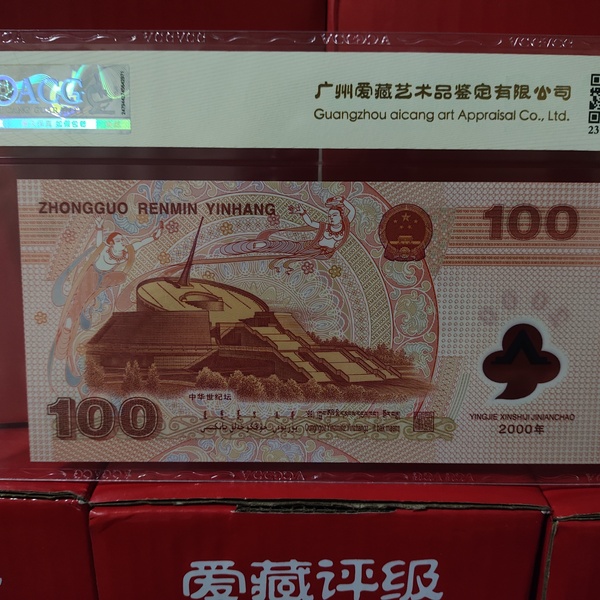 ACGA
广州爱藏艺术品鉴定有限公司
Guangzhou aicang art Appraisal Co., Ltd.
23
ZHONGGUO RENMIN YINHANG
100
中华世纪坛
100
YINGJIE XINSHIJI JINIANCHAO
2000年
爱藏评级